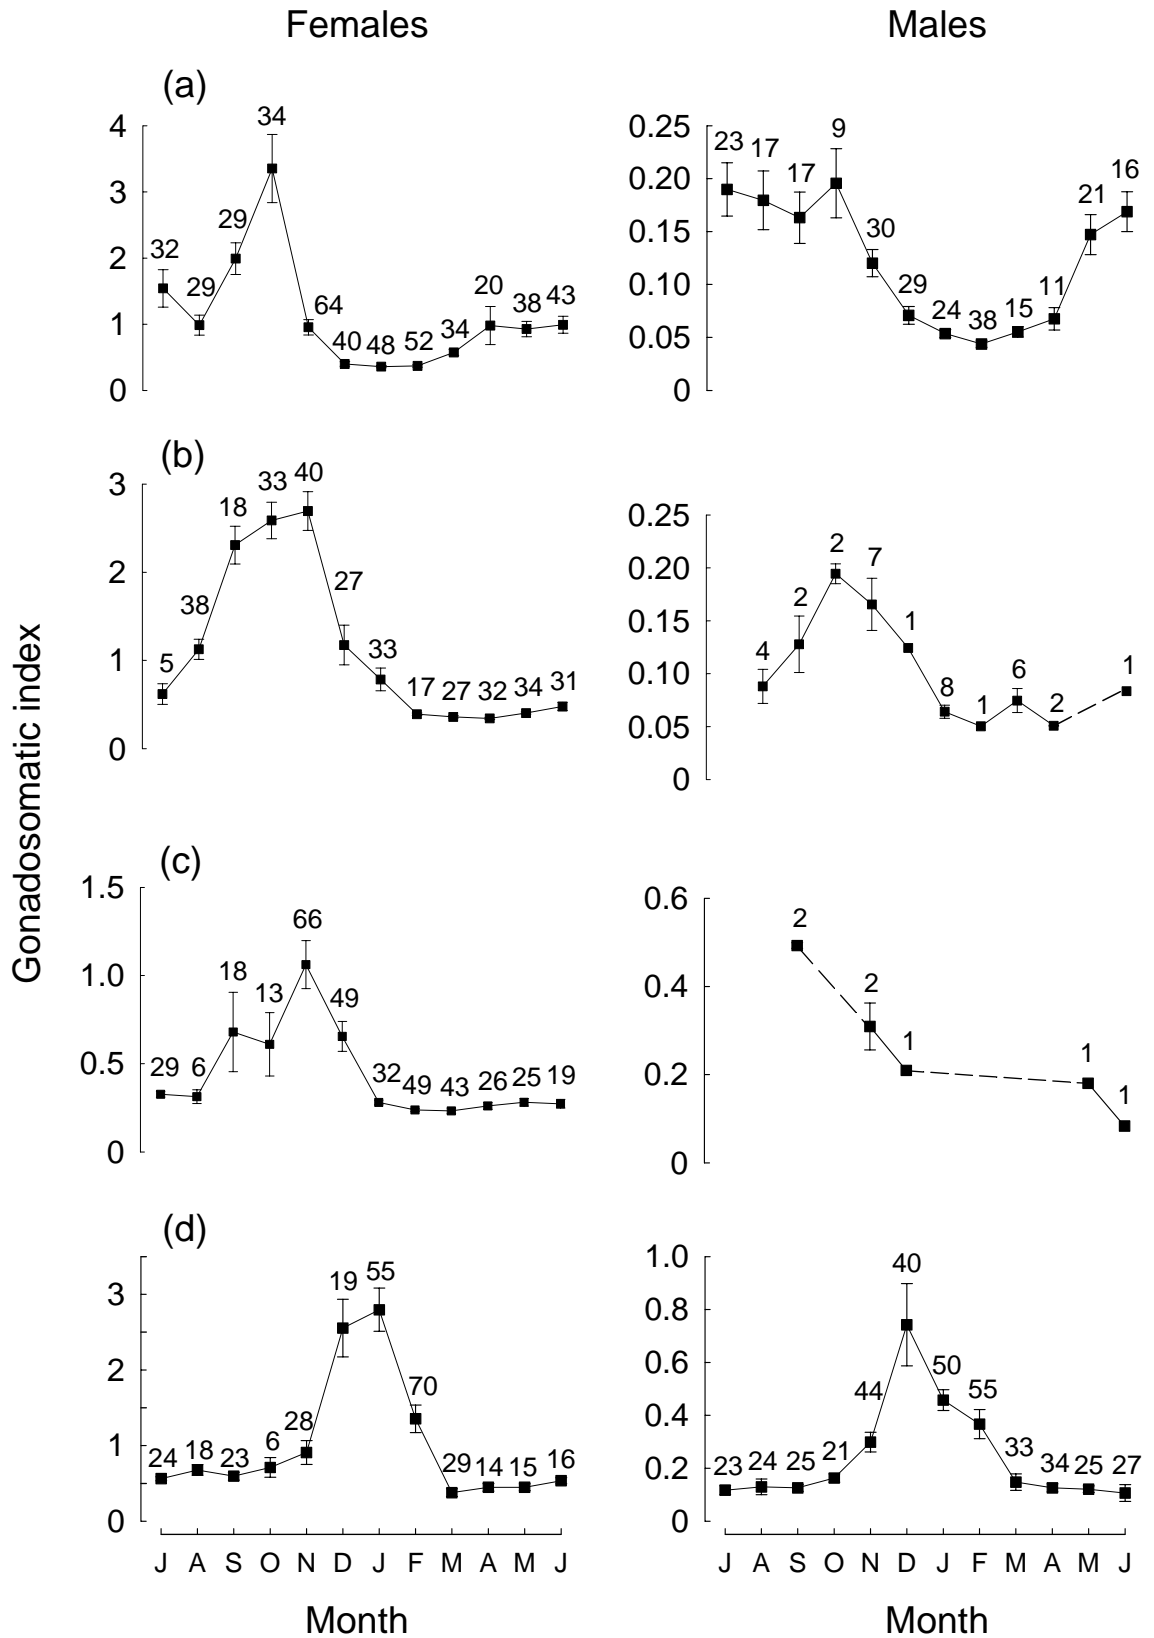 Females Males
Gonadosomatic index
(a)
4
3
2
1
0
32 29 29 34 64 40 48 52 34 20 38 43
0.25
0.20
0.15
0.10
0.05
0
23 17 17 9 30 29 24 38 15 11 21 16
(b)
3
2
1
0
5 38 18 33 40 27 33 17 27 32 34 31
0.25
0.20
0.15
0.10
0.05
0
4 2 2 7 1 8 1 6 2 1
(c)
1.5
1.0
0.5
0
29 6 18 13 66 49 32 49 43 26 25 19
0.6
0.4
0.2
0
2 2 1 1 1
(d)
3
2
1
0
24 18 23 6 28 19 55 70 29 14 15 16
1.0
0.8
0.6
0.4
0.2
0
23 24 25 21 44 40 50 55 33 34 25 27
J A S O N D J F M A M J
J A S O N D J F M A M J
Month Month